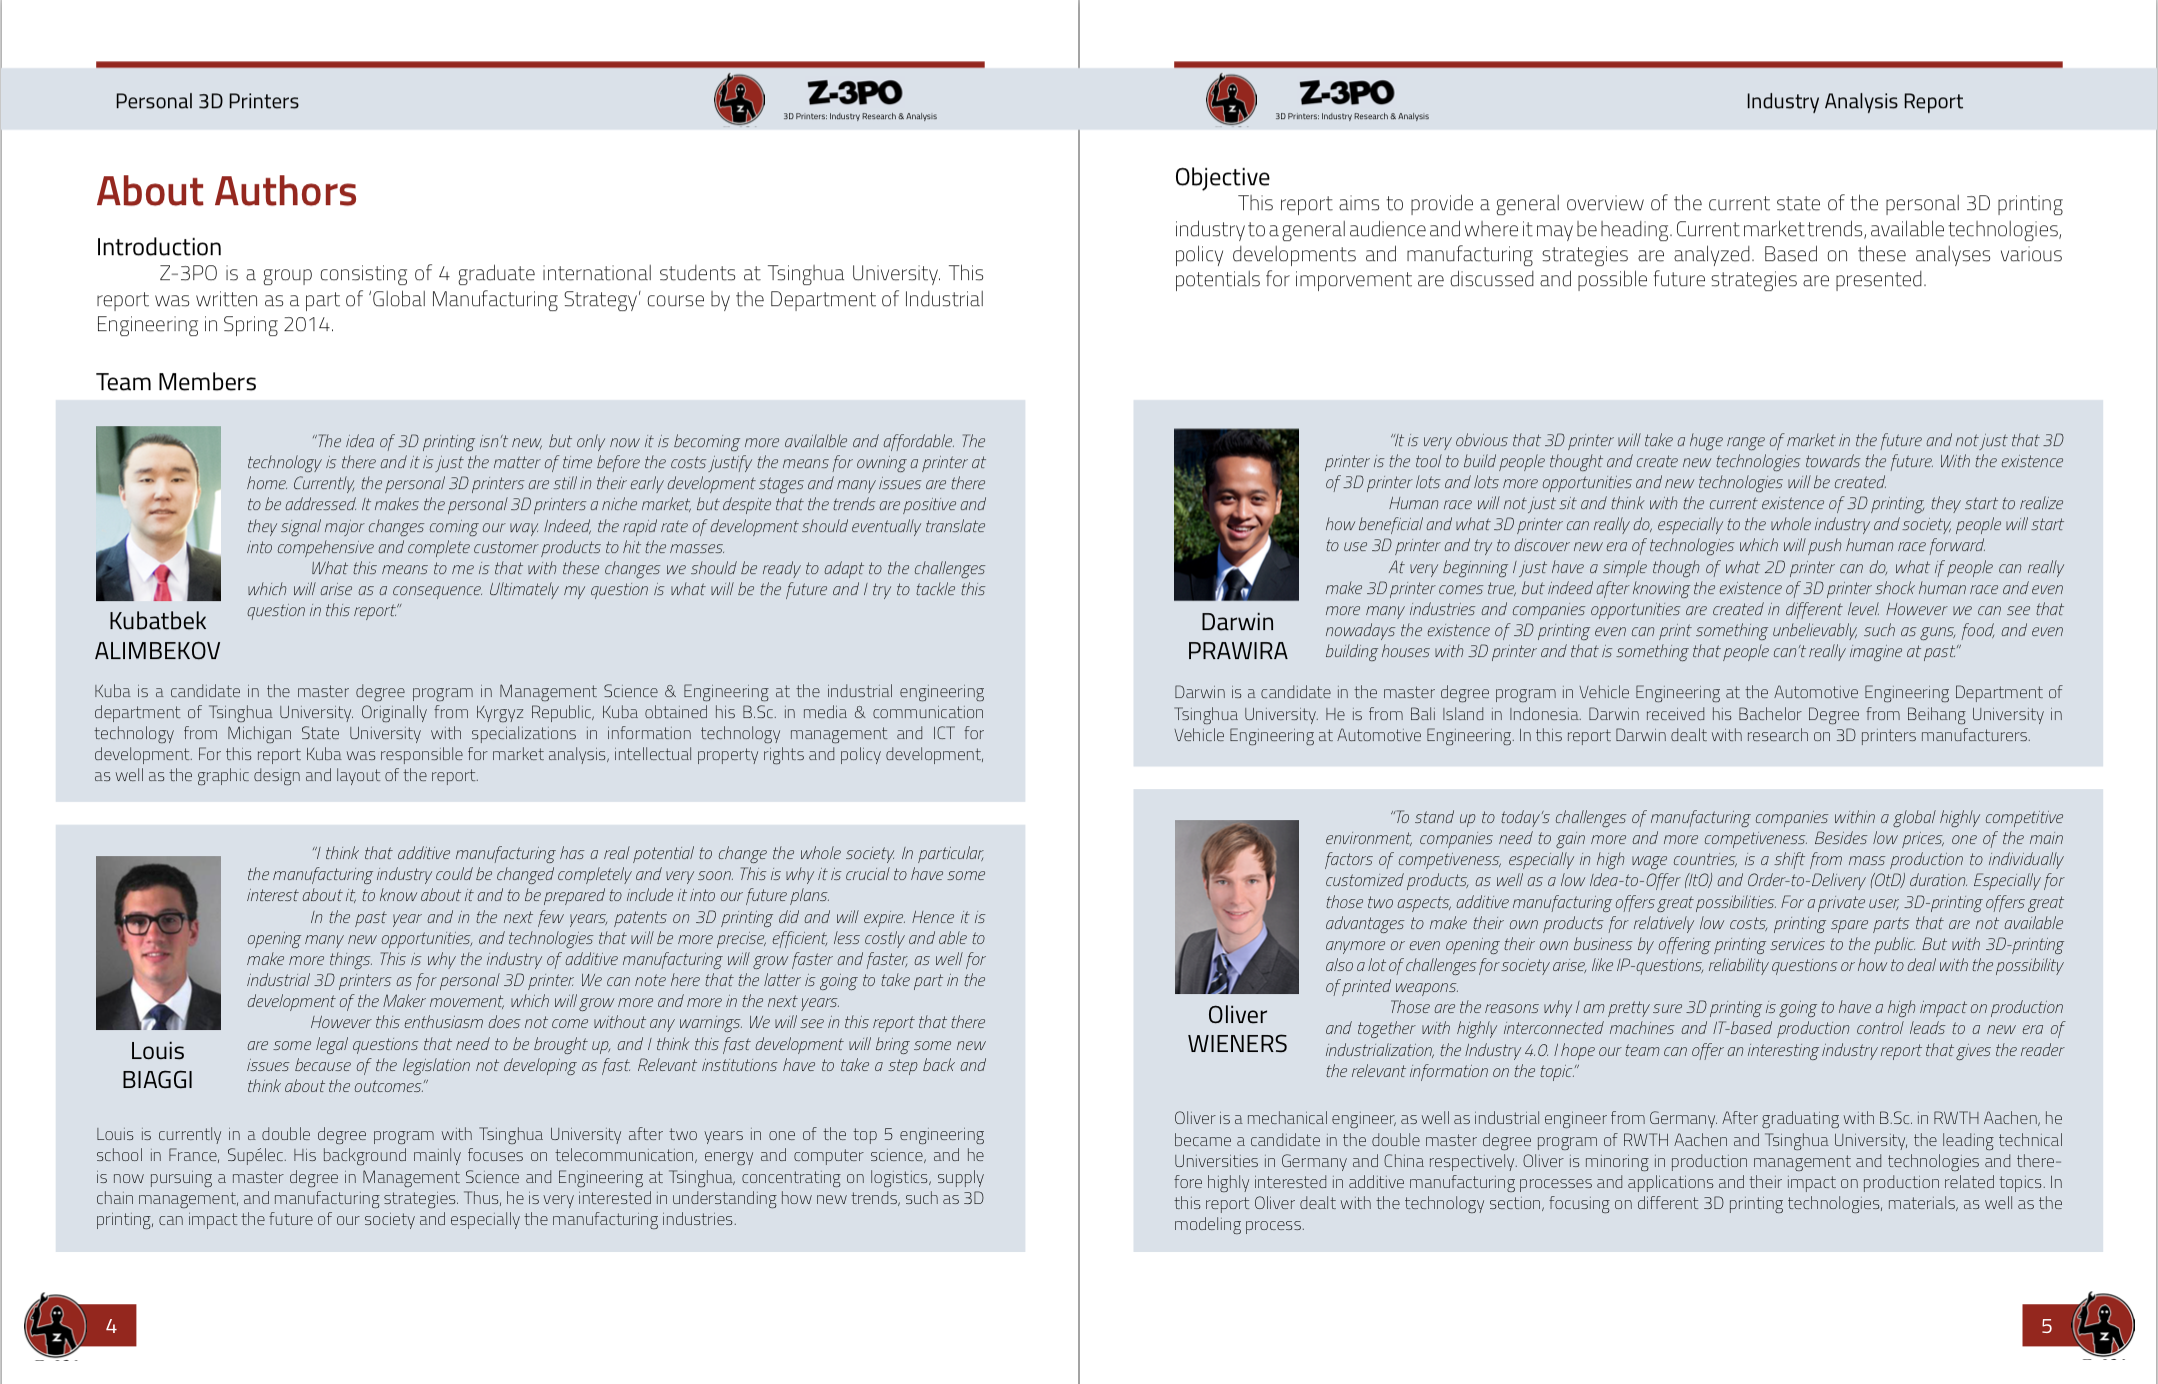 Personal 3D Printers
Z-3PO
3D Printers: Industry Research & Analysis
About Authors
Introduction
Z-3PO is a group consisting of 4 graduate international students at Tsinghua University. This
report was written as a part of ‘Global Manufacturing Strategy’ course by the Department of Industrial
Engineering in Spring 2014.
Team Members
“The idea of 3D printing isn’t new, but only now it is becoming more availalble and affordable. The
technology is there and it is just the matter of time before the costs justify the means for owning a printer at
home. Currently, the personal 3D printers are still in their early development stages and many issues are there
to be addressed. It makes the personal 3D printers a niche market, but despite that the trends are positive and
they signal major changes coming our way. Indeed, the rapid rate of development should eventually translate
into compehensive and complete customer products to hit the masses.
What this means to me is that with these changes we should be ready to adapt to the challenges
which will arise as a consequence. Ultimately my question is what will be the future and I try to tackle this
question in this report.”
Kubatbek
ALIMBEKOV
Kuba is a candidate in the master degree program in Management Science & Engineering at the industrial engineering
department of Tsinghua University. Originally from Kyrgyz Republic, Kuba obtained his B.Sc. in media & communication
technology from Michigan State University with specializations in information technology management and ICT for
development. For this report Kuba was responsible for market analysis, intellectual property rights and policy development,
as well as the graphic design and layout of the report.
“I think that additive manufacturing has a real potential to change the whole society. In particular,
the manufacturing industry could be changed completely and very soon. This is why it is crucial to have some
interest about it, to know about it and to be prepared to include it into our future plans.
In the past year and in the next few years, patents on 3D printing did and will expire. Hence it is
opening many new opportunities, and technologies that will be more precise, efficient, less costly and able to
make more things. This is why the industry of additive manufacturing will grow faster and faster, as well for
industrial 3D printers as for personal 3D printer. We can note here that the latter is going to take part in the
development of the Maker movement, which will grow more and more in the next years.
However this enthusiasm does not come without any warnings. We will see in this report that there
are some legal questions that need to be brought up, and I think this fast development will bring some new
issues because of the legislation not developing as fast. Relevant institutions have to take a step back and
think about the outcomes.”
Louis
BIAGGI
Louis is currently in a double degree program with Tsinghua University after two years in one of the top 5 engineering
school in France, Supélec. His background mainly focuses on telecommunication, energy and computer science, and he
is now pursuing a master degree in Management Science and Engineering at Tsinghua, concentrating on logistics, supply
chain management, and manufacturing strategies. Thus, he is very interested in understanding how new trends, such as 3D
printing, can impact the future of our society and especially the manufacturing industries.
Z
4
Z-3PO
3D Printers: Industry Research & Analysis
Industry Analysis Report
Objective
This report aims to provide a general overview of the current state of the personal 3D printing
industry to a general audience and where it may be heading. Current market trends, available technologies,
policy developments and manufacturing strategies are analyzed. Based on these analyses various
potentials for imporvement are discussed and possible future strategies are presented.
“It is very obvious that 3D printer will take a huge range of market in the future and not just that 3D
printer is the tool to build people thought and create new technologies towards the future. With the existence
of 3D printer lots and lots more opportunities and new technologies will be created.
Human race will not just sit and think with the current existence of 3D printing, they start to realize
how beneficial and what 3D printer can really do, especially to the whole industry and society, people will start
to use 3D printer and try to discover new era of technologies which will push human race forward.
At very beginning I just have a simple though of what 2D printer can do, what if people can really
make 3D printer comes true, but indeed after knowing the existence of 3D printer shock human race and even
more many industries and companies opportunities are created in different level. However we can see that
nowadays the existence of 3D printing even can print something unbelievably, such as guns, food, and even
building houses with 3D printer and that is something that people can’t really imagine at past.”
Darwin
PRAWIRA
Darwin is a candidate in the master degree program in Vehicle Engineering at the Automotive Engineering Department of
Tsinghua University. He is from Bali Island in Indonesia. Darwin received his Bachelor Degree from Beihang University in
Vehicle Engineering at Automotive Engineering. In this report Darwin dealt with research on 3D printers manufacturers.
“To stand up to today’s challenges of manufacturing companies within a global highly competitive
environment, companies need to gain more and more competiveness. Besides low prices, one of the main
factors of competiveness, especially in high wage countries, is a shift from mass production to individually
customized products, as well as a low Idea-to-Offer (ItO) and Order-to-Delivery (OtD) duration. Especially for
those two aspects, additive manufacturing offers great possibilities. For a private user, 3D-printing offers great
advantages to make their own products for relatively low costs, printing spare parts that are not available
anymore or even opening their own business by offering printing services to the public. But with 3D-printing
also a lot of challenges for society arise, like IP-questions, reliability questions or how to deal with the possibility
of printed weapons.
Those are the reasons why I am pretty sure 3D printing is going to have a high impact on production
and together with highly interconnected machines and IT-based production control leads to a new era of
industrialization, the Industry 4.0. I hope our team can offer an interesting industry report that gives the reader
the relevant information on the topic.”
Oliver
WIENERS
Oliver is a mechanical engineer, as well as industrial engineer from Germany. After graduating with B.Sc. in RWTH Aachen, he
became a candidate in the double master degree program of RWTH Aachen and Tsinghua University, the leading technical
Universities in Germany and China respectively. Oliver is minoring in production management and technologies and there-
fore highly interested in additive manufacturing processes and applications and their impact on production related topics. In
this report Oliver dealt with the technology section, focusing on different 3D printing technologies, materials, as well as the
modeling process.
5
Z